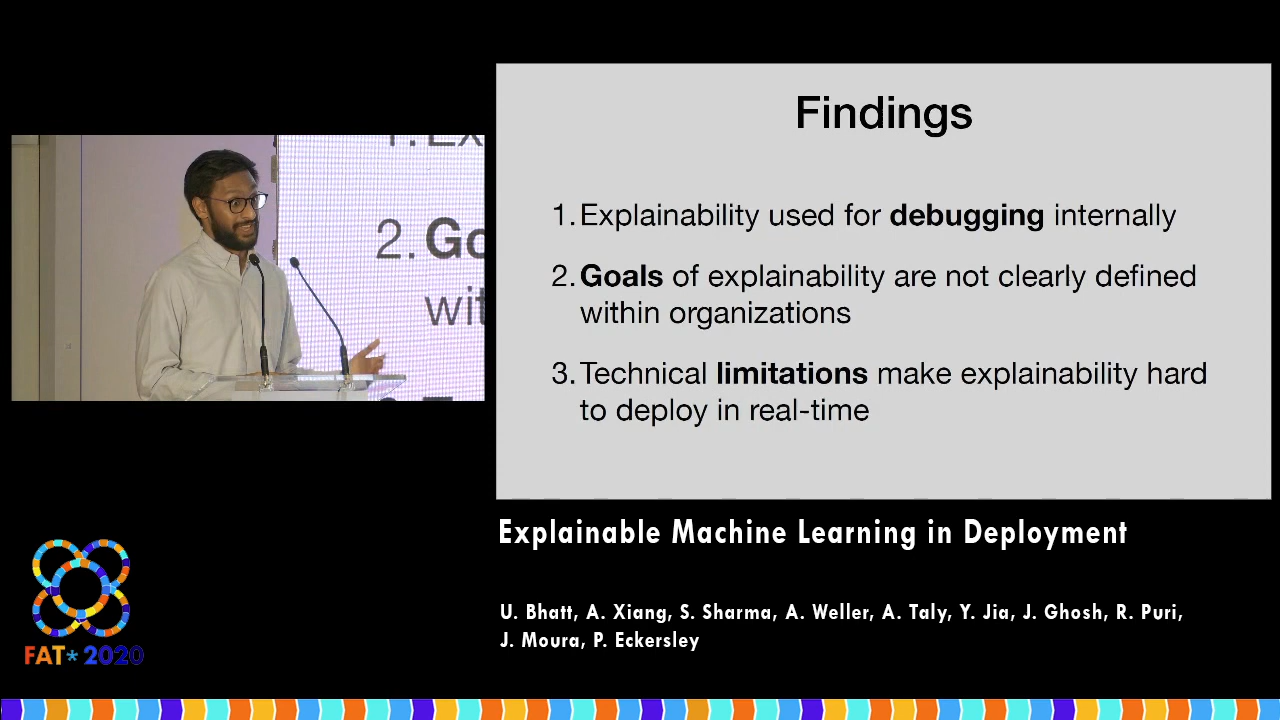 Findings
1. Explainability used for debugging internally
2. Goals of explainability are not clearly defined
within organizations
3. Technical limitations make explainability hard
to deploy in real-time
2. Go
wit
Explainable Machine Learning in Deployment
U. Bhatt, A. Xiang, S. Sharma, A. Weller, A. Taly, Y. Jia, J. Ghosh, R. Puri,
J. Moura, P. Eckersley
FAT* 2020